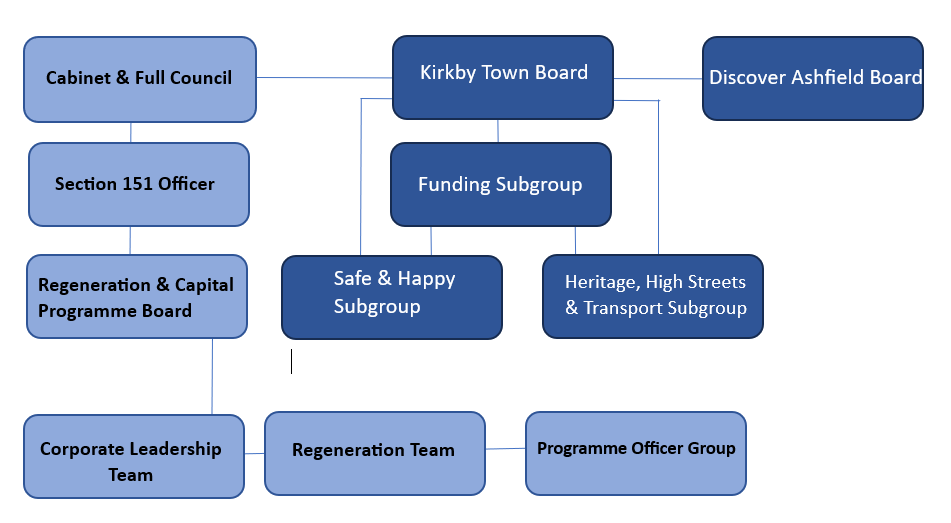 Cabinet & Full Council
Kirkby Town Board
Discover Ashfield Board
Section 151 Officer
Funding Subgroup
Regeneration & Capital
Programme Board
Safe & Happy
Subgroup
Heritage, High Streets
& Transport Subgroup
Corporate Leadership
Team
Regeneration Team
Programme Officer Group